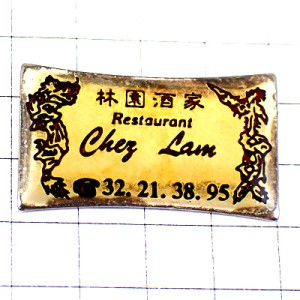 林園酒家
Restaurant
Chez Lam
☎ 32. 21. 38. 95